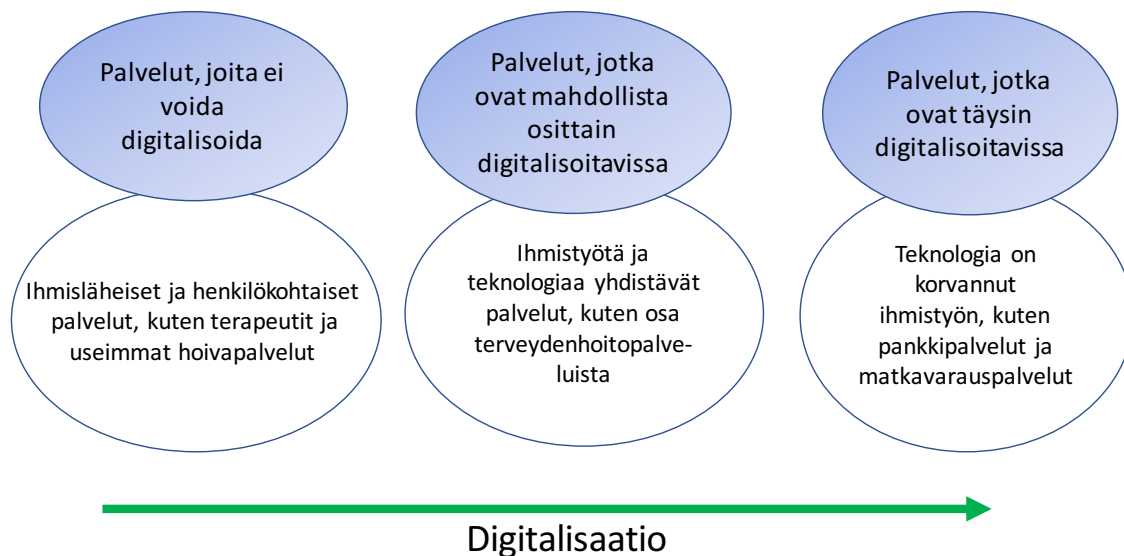 Palvelut, joita ei
voida
digitalisoida
Ihmisläheiset ja henkilökohtaiset
palvelut, kuten terapeutit ja
useimmat hoivapalvelut
Palvelut, jotka
ovat mahdollista
osittain
digitalisoitavissa
Ihmistyötä ja
teknologiaa yhdistävät
palvelut, kuten osa
terveydenhoitopalve-
luista
Palvelut, jotka
ovat täysin
digitalisoitavissa
Teknologia on
korvannut
ihmistyön, kuten
pankkipalvelut ja
matkavarauspalvelut
Digitalisaatio